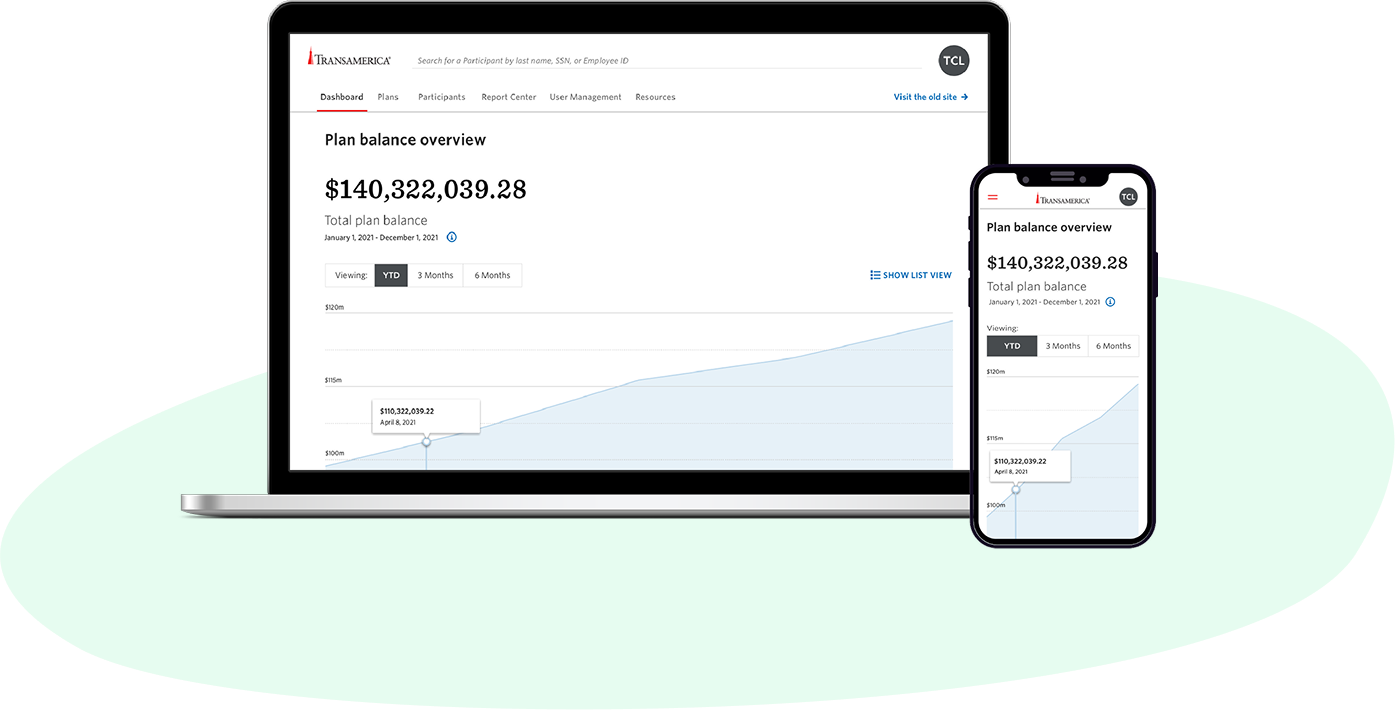 TRANSAMERICA®
Search for a Participant by last name, SSN, or Employee ID
TCL
Dashboard Plans Participants Report Center User Management Resources Visit the old site →
Plan balance overview
$140,322,039.28
Total plan balance
January 1, 2021 - December 1, 2021
Viewing: YTD 3 Months 6 Months
SHOW LIST VIEW
$120m
$115m
$110,322,039.22
April 8, 2021
$100m
TRANSAMERICA®
TCL
Plan balance overview
$140,322,039.28
Total plan balance
January 1, 2021 - December 1, 2021
Viewing:
YTD 3 Months 6 Months
$120m
$115m
$110,322,039.22
April 8, 2021
$100m